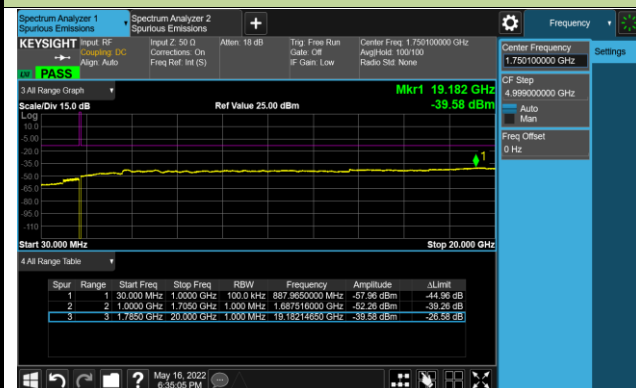 Spectrum Analyzer 1
Spurious Emissions
Spectrum Analyzer 2
Spurious Emissions
+
Frequency
KEYSIGHT
Input: RF
Coupling: DC
Align: Auto
Input Z: 50 Ω
Corrections: On
Freq Ref: Int (S)
Atten: 18 dB
Trig: Free Run
Gate: Off
IF Gain: Low
Center Freq: 1.750100000 GHz
Avg|Hold: 100/100
Radio Std: None
PASS
Center Frequency
1.750100000 GHz
Settings
CF Step
4.999000000 GHz
Auto
Man
Freq Offset
0 Hz
3 All Range Graph
Mkr1 19.182 GHz
Scale/Div 15.0 dB
Ref Value 25.00 dBm
-39.58 dBm
Log
10.0
-5.00
-20.0
-35.0
-50.0
-65.0
-80.0
-95.0
-110
1
Start 30.000 MHz
Stop 20.000 GHz
4 All Range Table
Spur Range Start Freq Stop Freq RBW Frequency Amplitude ΔLimit
1 1 30.000 MHz 1.0000 GHz 100.0 kHz 887.9650000 MHz -57.96 dBm -44.96 dB
2 2 1.0000 GHz 1.7050 GHz 1.000 MHz 1.687516000 GHz -52.26 dBm -39.26 dB
3 3 1.7850 GHz 20.000 GHz 1.000 MHz 19.18214650 GHz -39.58 dBm -26.58 dB
?
May 16, 2022
6:35:05 PM